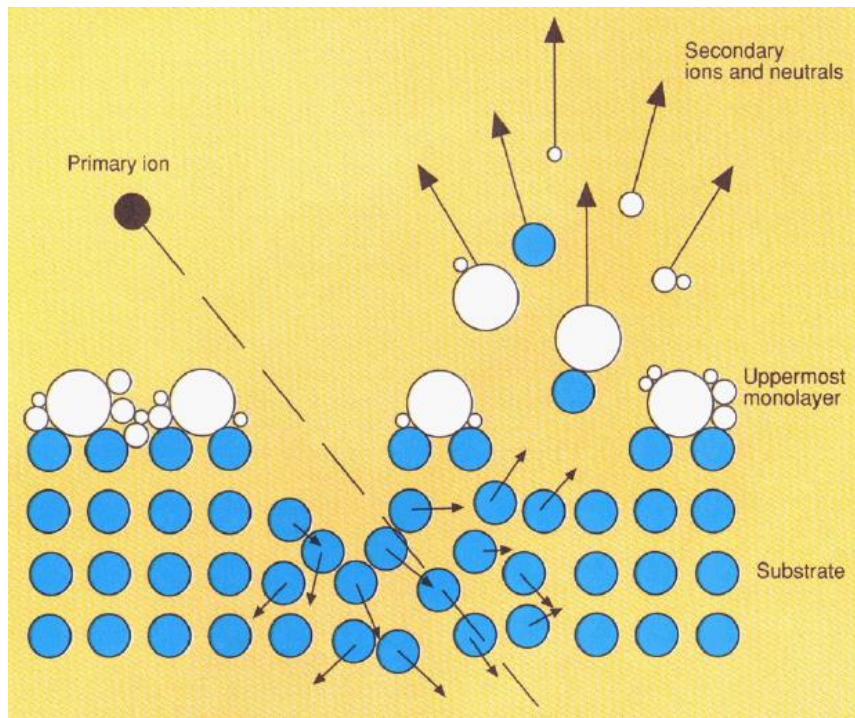 Secondary
ions and neutrals
Primary ion
Uppermost
monolayer
Substrate